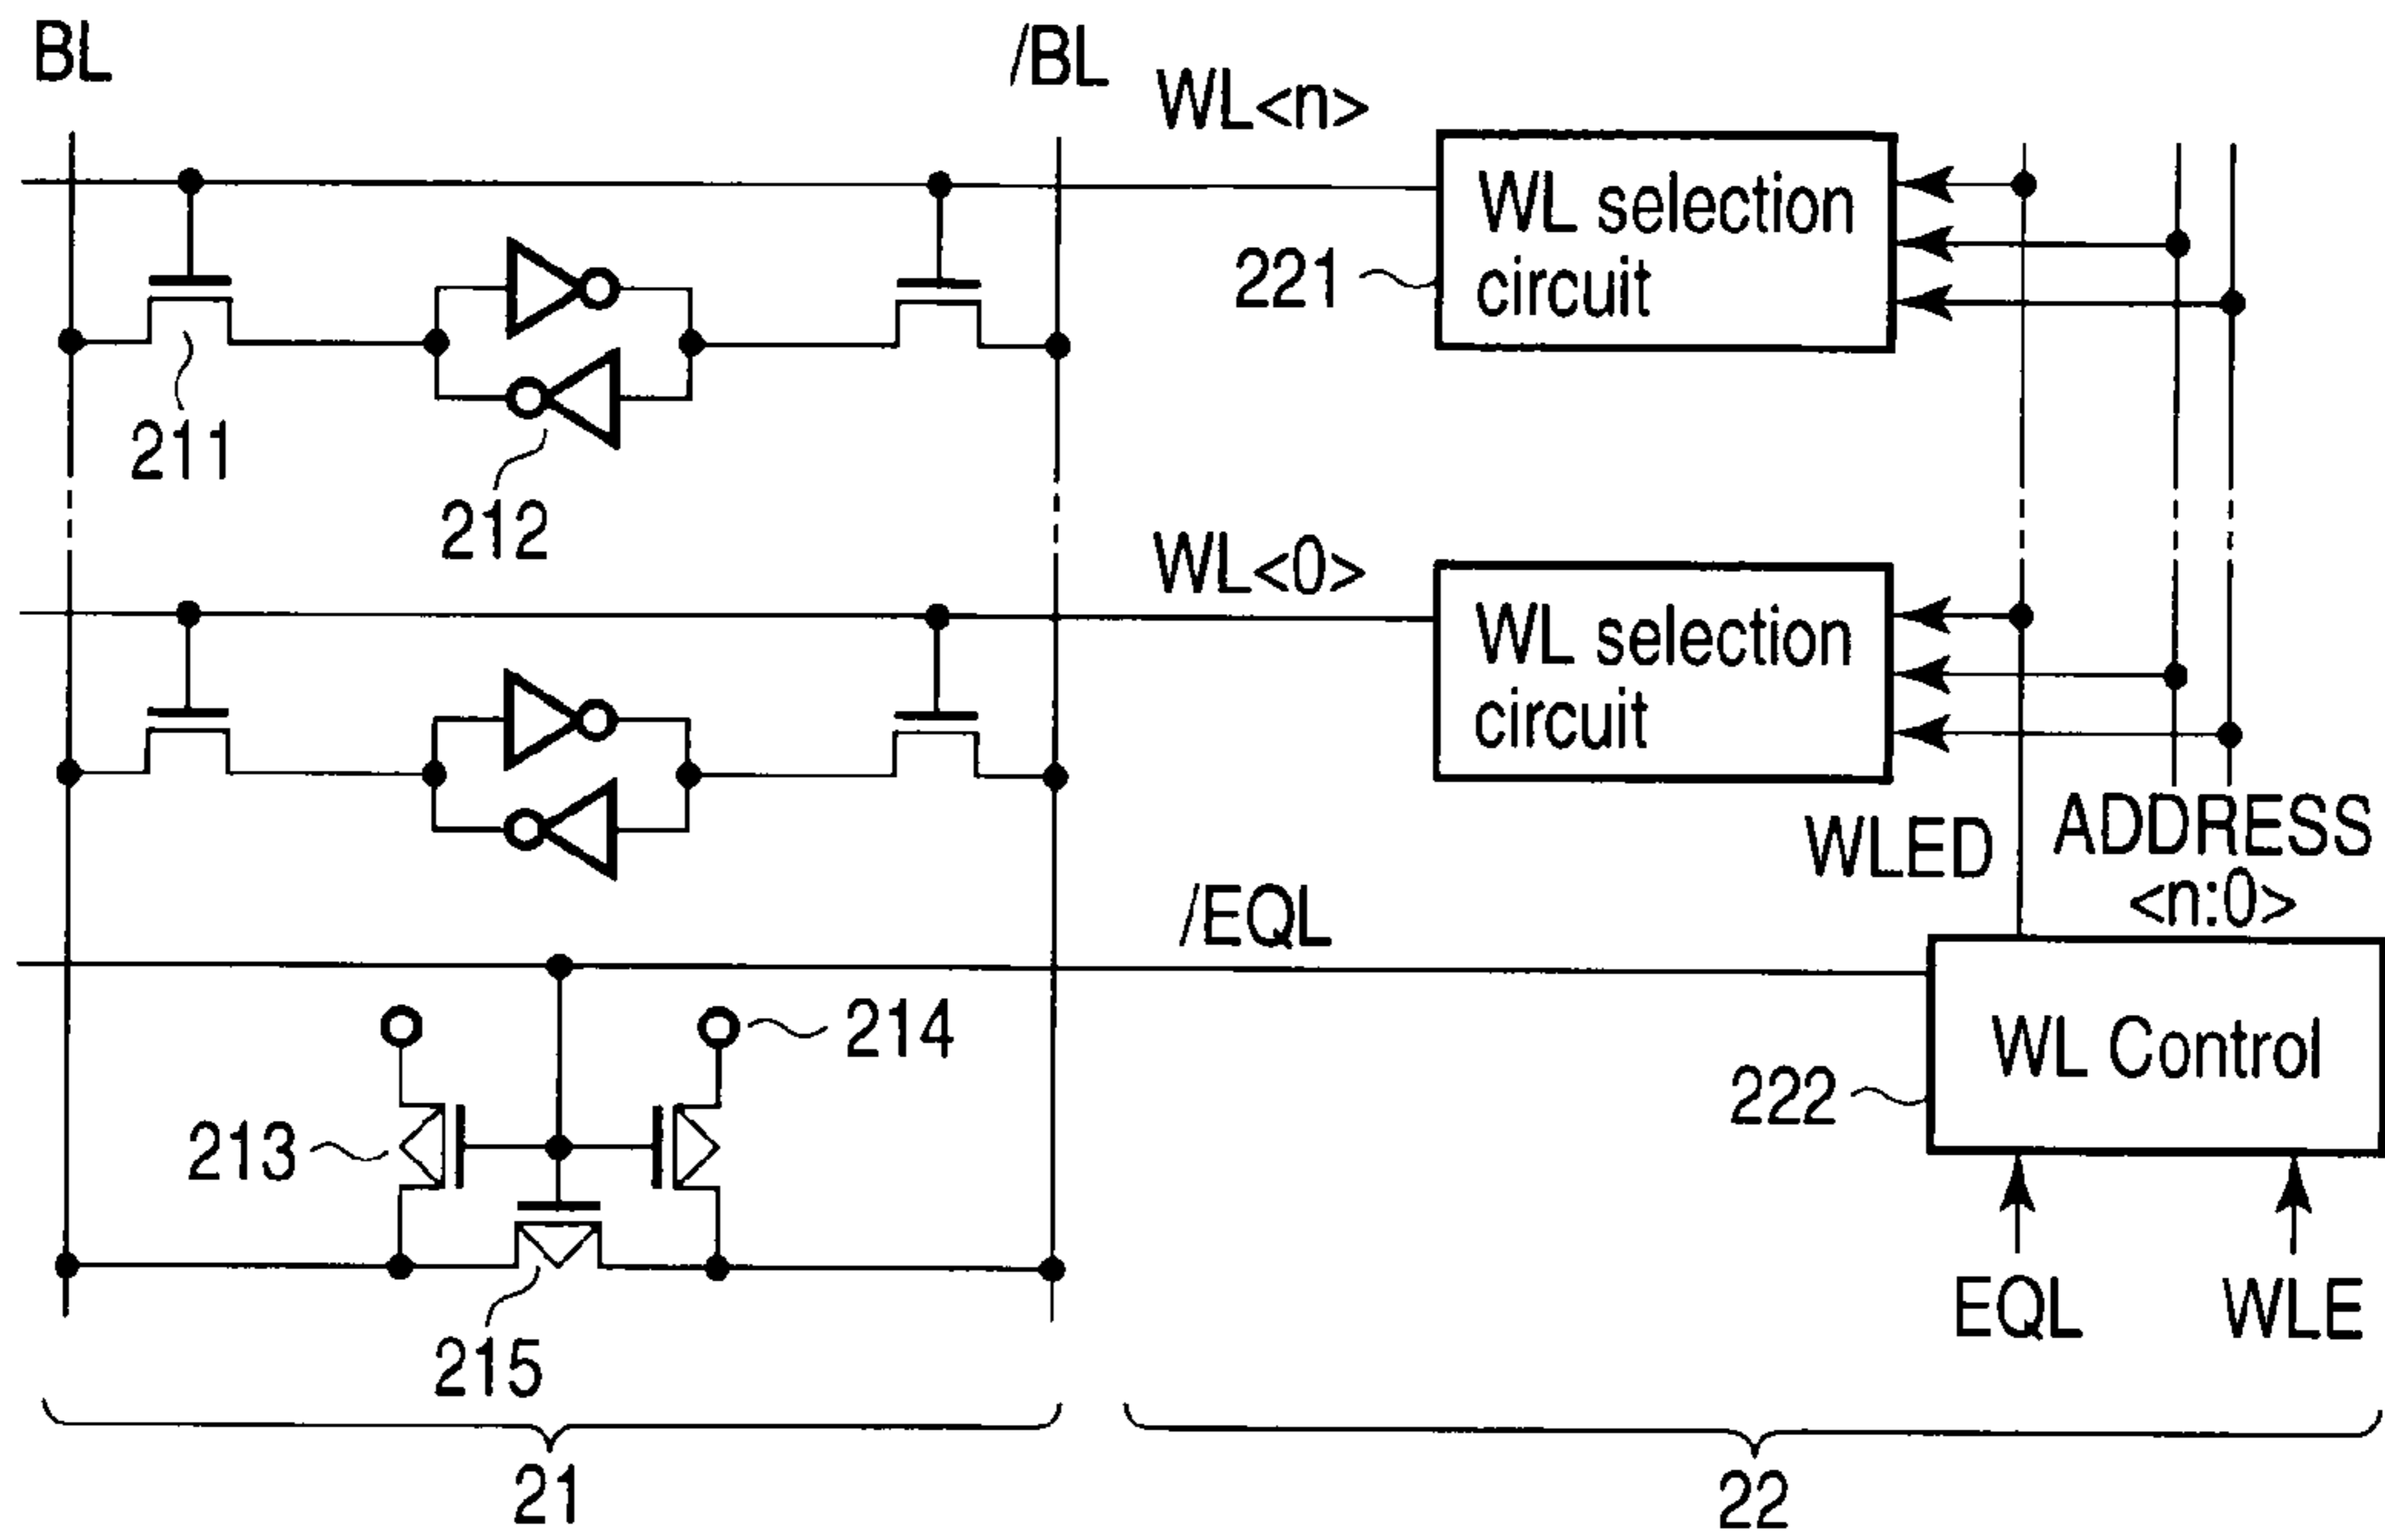 BL
/BL
WL<n>
WL selection
circuit
221
211
212
WL<0>
WL selection
circuit
WLED
ADDRESS
<n:0>
/EQL
214
WL Control
222
213
EQL
WLE
215
21
22